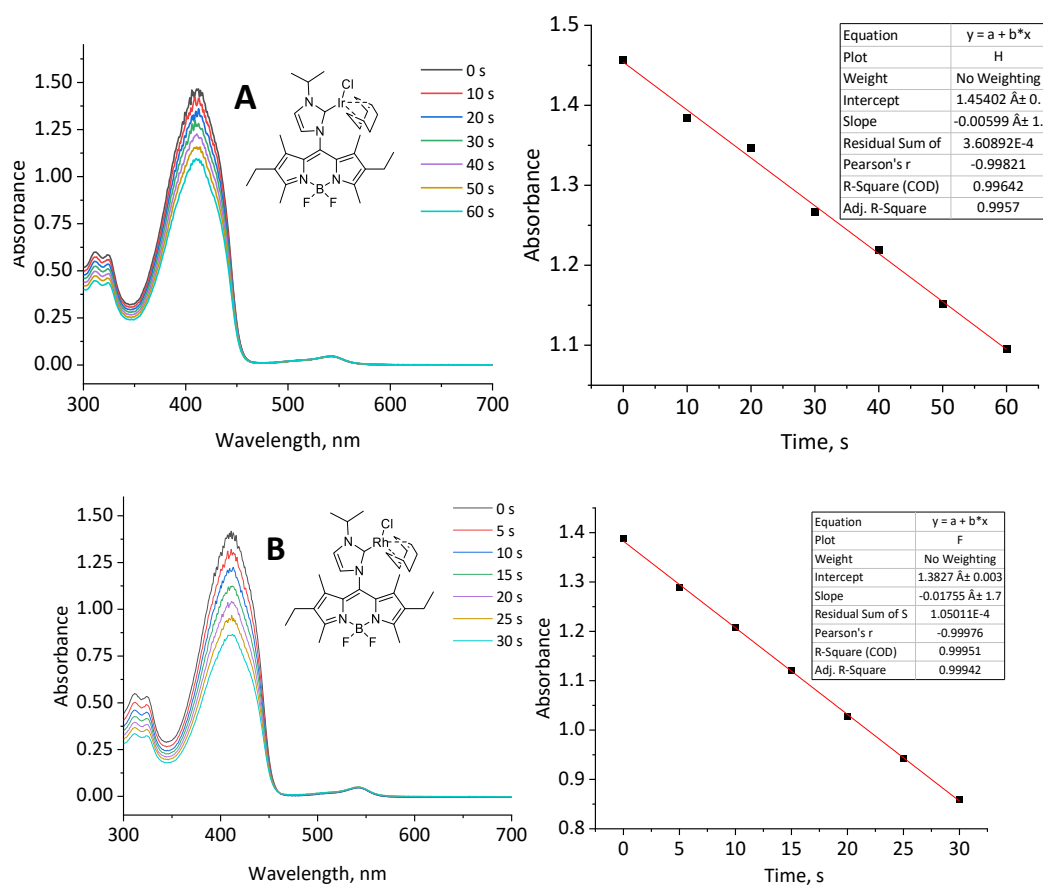 A
0 s
10 s
20 s
30 s
40 s
50 s
60 s
N
N
Ir
Cl
N
B
N
F
F
1.50
1.25
1.00
0.75
0.50
0.25
0.00
300
400
500
600
700
Absorbance
Wavelength, nm
Equation y = a + b*x
Plot H
Weight No Weighting
Intercept 1.45402 Â± 0.
Slope -0.00599 Â± 1.
Residual Sum of 3.60892E-4
Pearson's r -0.99821
R-Square (COD) 0.99642
Adj. R-Square 0.9957
1.5
1.4
1.3
1.2
1.1
0
10
20
30
40
50
60
Absorbance
Time, s
B
0 s
5 s
10 s
15 s
20 s
25 s
30 s
N
N
Rh
Cl
N
B
N
F
F
1.50
1.25
1.00
0.75
0.50
0.25
0.00
300
400
500
600
700
Absorbance
Wavelength, nm
Equation y = a + b*x
Plot F
Weight No Weighting
Intercept 1.3827 Â± 0.003
Slope -0.01755 Â± 1.7
Residual Sum of S 1.05011E-4
Pearson's r -0.99976
R-Square (COD) 0.99951
Adj. R-Square 0.99942
1.4
1.3
1.2
1.1
1.0
0.9
0.8
0
5
10
15
20
25
30
Absorbance
Time, s